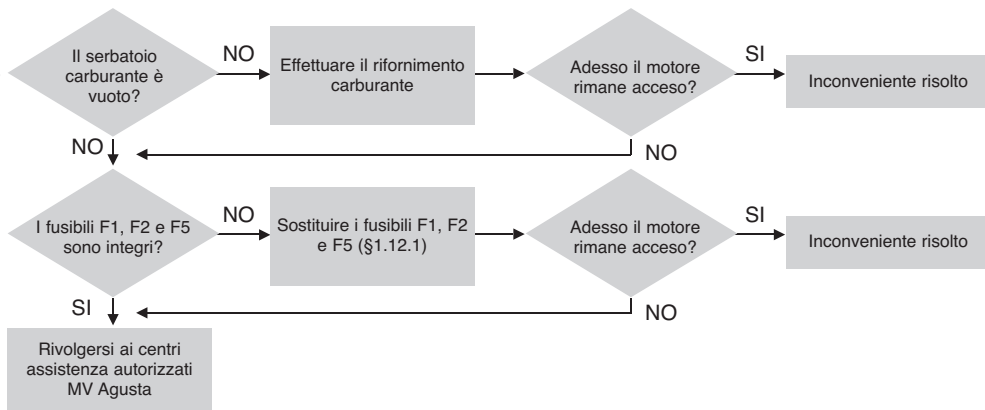 Il serbatoio
carburante è
vuoto?
NO
Effettuare il rifornimento
carburante
Adesso il motore
rimane acceso?
SI
Inconveniente risolto
NO
NO
I fusibili F1, F2 e F5
sono integri?
NO
Sostituire i fusibili F1, F2
e F5 (§1.12.1)
Adesso il motore
rimane acceso?
SI
Inconveniente risolto
SI
NO
Rivolgersi ai centri
assistenza autorizzati
MV Agusta